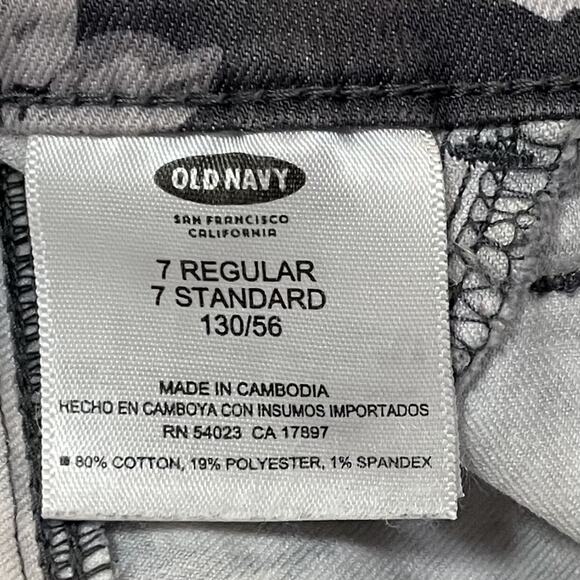 OLD NAVY
SAN FRANCISCO
CALIFORNIA
7 REGULAR
7 STANDARD
130/56
MADE IN CAMBODIA
HECHO EN CAMBOYA CON INSUMOS IMPORTADOS
RN 54023 CA 17897
80% COTTON, 19% POLYESTER, 1% SPANDEX